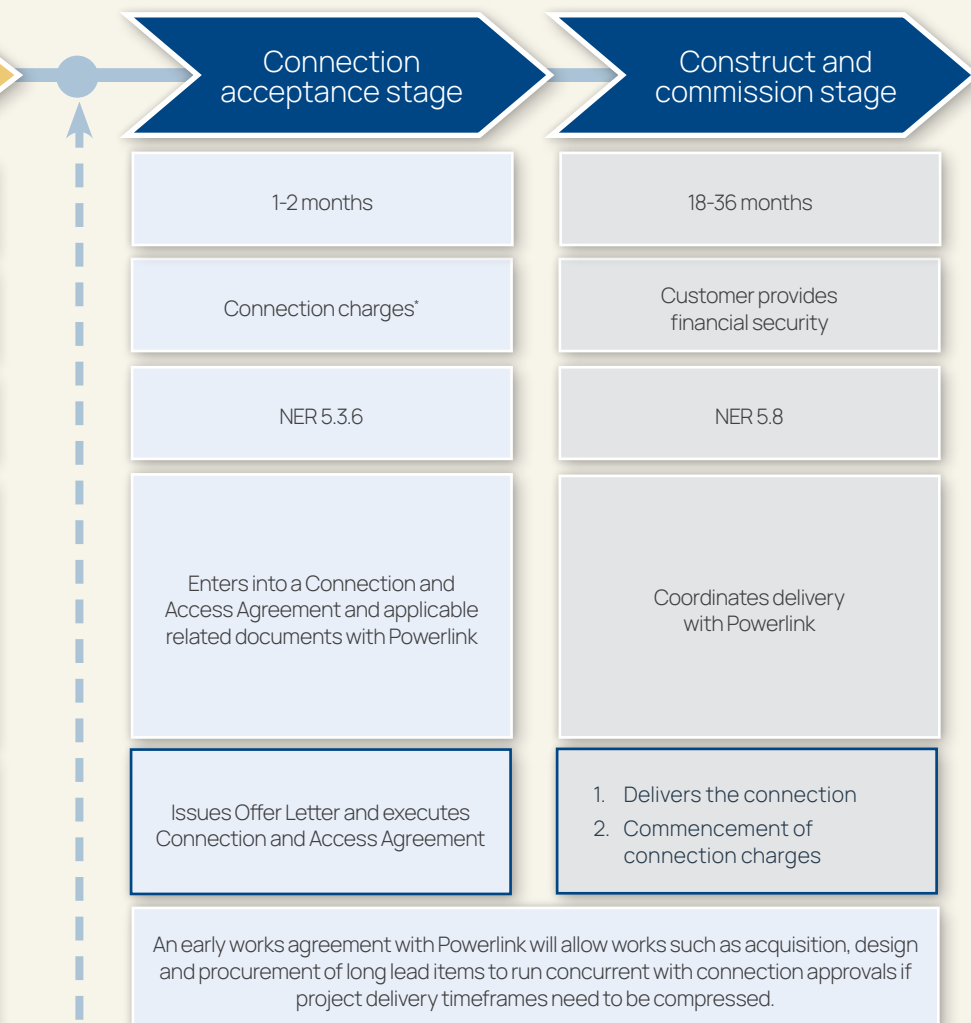 Connection
acceptance stage
Construct and
commission stage
1-2 months
18-36 months
Connection charges*
Customer provides
financial security
NER 5.3.6
NER 5.8
Enters into a Connection and
Access Agreement and applicable
related documents with Powerlink
Coordinates delivery
with Powerlink
Issues Offer Letter and executes
Connection and Access Agreement
1. Delivers the connection
2. Commencement of
connection charges
An early works agreement with Powerlink will allow works such as acquisition, design
and procurement of long lead items to run concurrent with connection approvals if
project delivery timeframes need to be compressed.